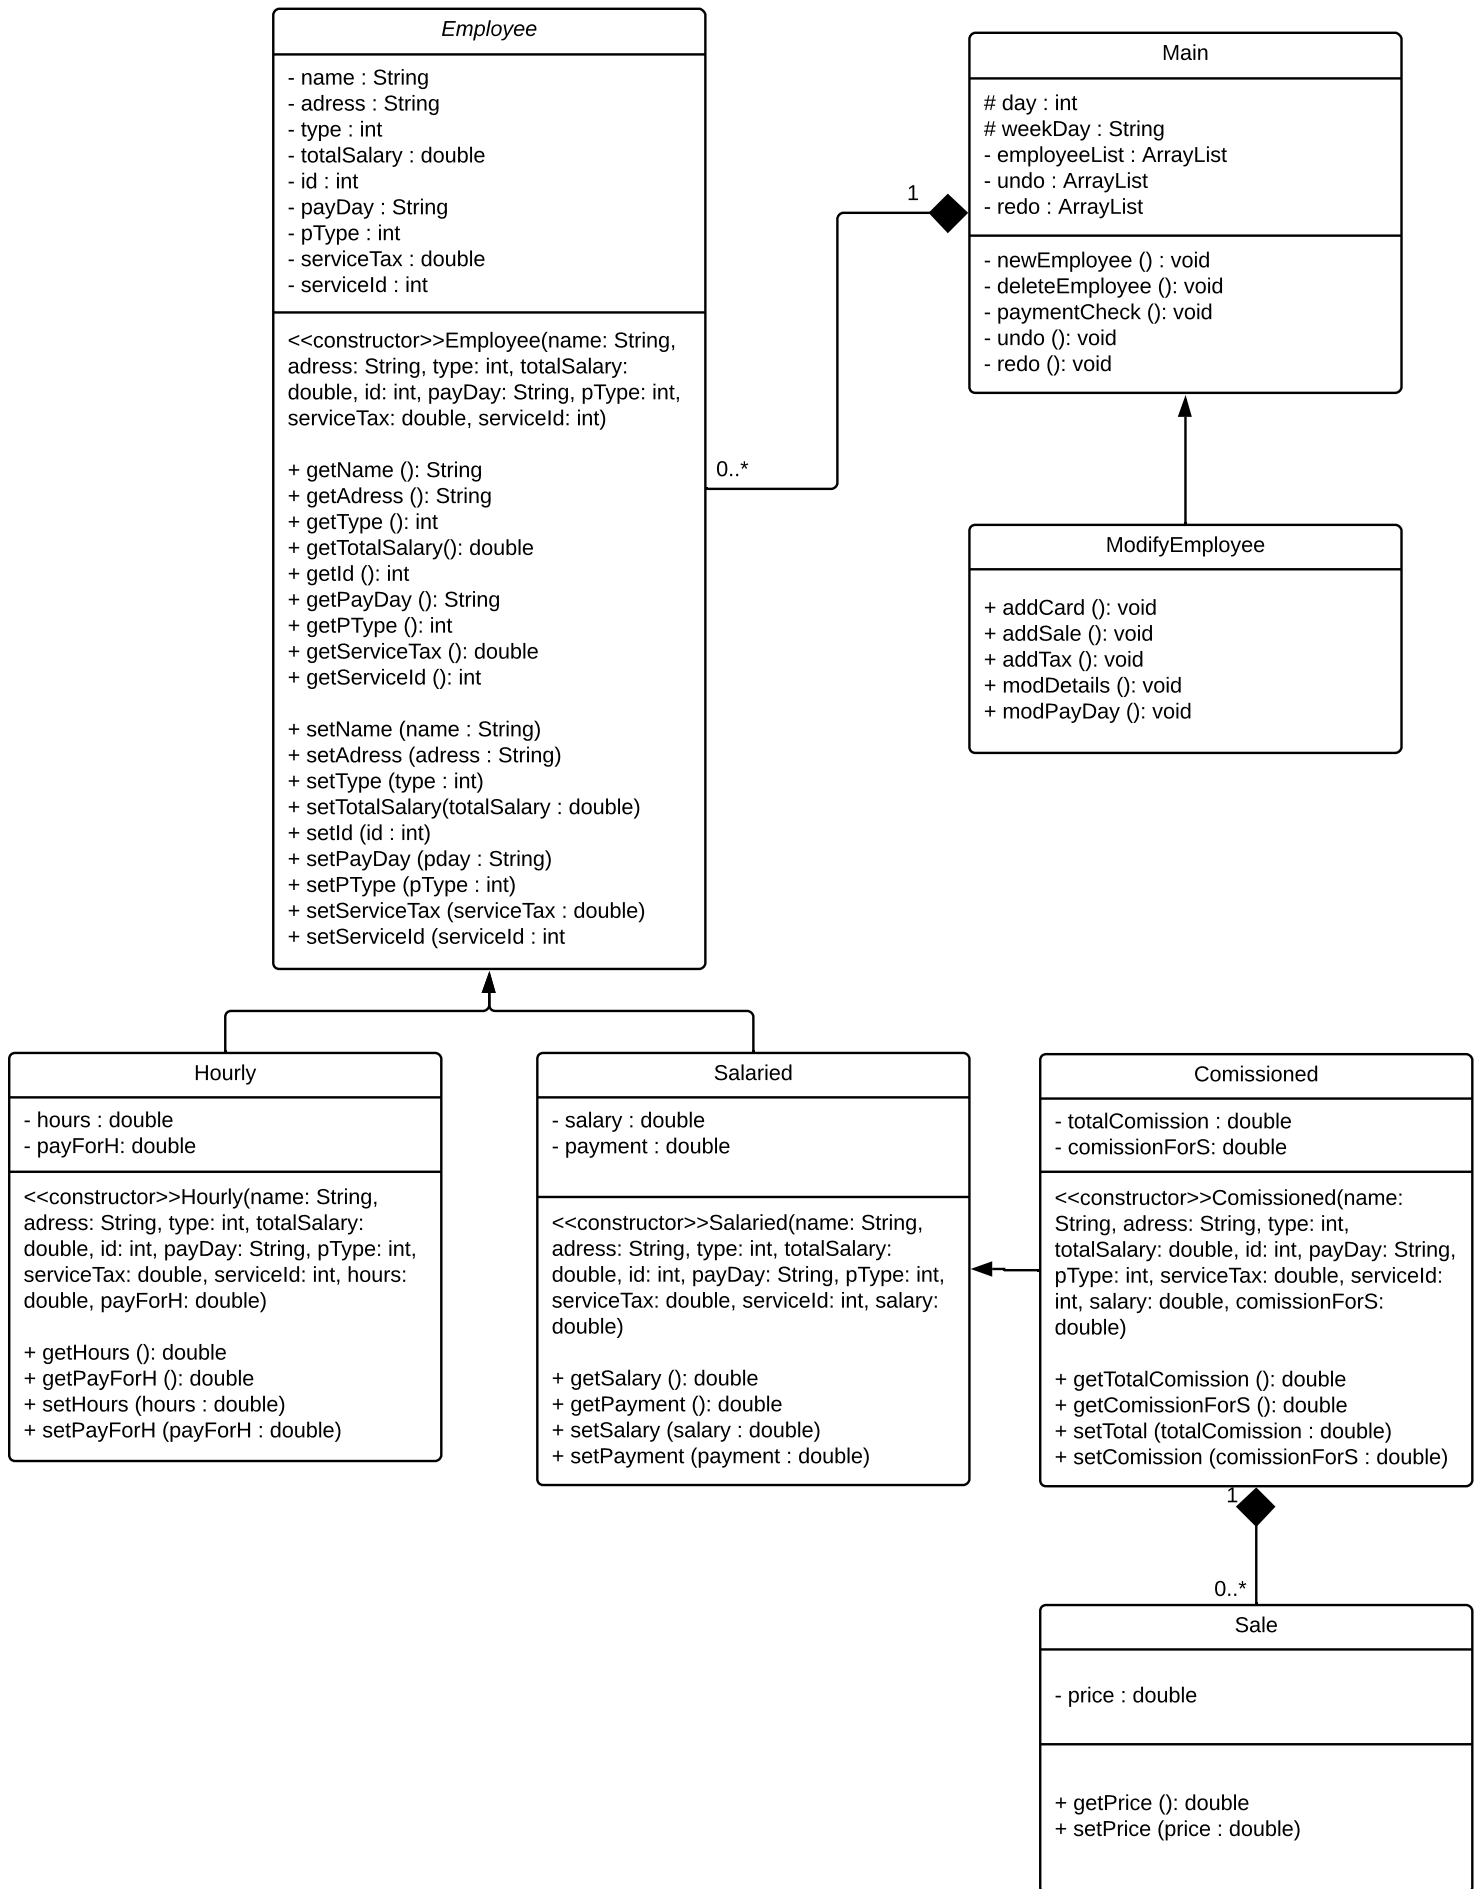 Employee
- name : String
- adress : String
- type : int
- totalSalary : double
- id : int
- payDay : String
- pType : int
- serviceTax : double
- serviceId : int
<<constructor>>Employee(name: String,
adress: String, type: int, totalSalary:
double, id: int, payDay: String, pType: int,
serviceTax: double, serviceId: int)
+ getName (): String
+ getAdress (): String
+ getType (): int
+ getTotalSalary(): double
+ getId (): int
+ getPayDay (): String
+ getPType (): int
+ getServiceTax (): double
+ getServiceId (): int
+ setName (name : String)
+ setAdress (adress : String)
+ setType (type : int)
+ setTotalSalary(totalSalary : double)
+ setId (id : int)
+ setPayDay (pday : String)
+ setPType (pType : int)
+ setServiceTax (serviceTax : double)
+ setServiceId (serviceId : int
1
0..*
Main
# day : int
# weekDay : String
- employeeList : ArrayList
- undo : ArrayList
- redo : ArrayList
- newEmployee () : void
- deleteEmployee (): void
- paymentCheck (): void
- undo (): void
- redo (): void
ModifyEmployee
+ addCard (): void
+ addSale (): void
+ addTax (): void
+ modDetails (): void
+ modPayDay (): void
Hourly
- hours : double
- payForH: double
<<constructor>>Hourly(name: String,
adress: String, type: int, totalSalary:
double, id: int, payDay: String, pType: int,
serviceTax: double, serviceId: int, hours:
double, payForH: double)
+ getHours (): double
+ getPayForH (): double
+ setHours (hours : double)
+ setPayForH (payForH : double)
Salaried
- salary : double
- payment : double
<<constructor>>Salaried(name: String,
adress: String, type: int, totalSalary:
double, id: int, payDay: String, pType: int,
serviceTax: double, serviceId: int, salary:
double)
+ getSalary (): double
+ getPayment (): double
+ setSalary (salary : double)
+ setPayment (payment : double)
Comissioned
- totalComission : double
- comissionForS: double
<<constructor>>Comissioned(name:
String, adress: String, type: int,
totalSalary: double, id: int, payDay: String,
pType: int, serviceTax: double, serviceId:
int, salary: double, comissionForS:
double)
+ getTotalComission (): double
+ getComissionForS (): double
+ setTotal (totalComission : double)
+ setComission (comissionForS : double)
1
0..*
Sale
- price : double
+ getPrice (): double
+ setPrice (price : double)